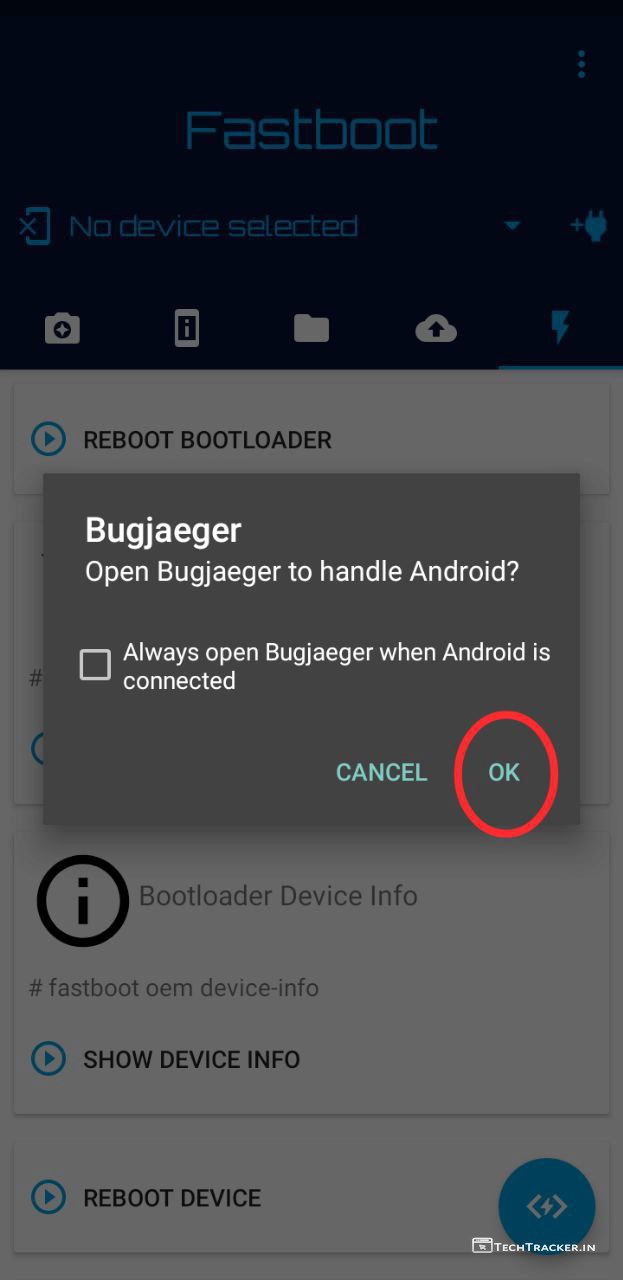 Fastboot
No device selected
REBOOT BOOTLOADER
Bugjaeger
Open Bugjaeger to handle Android?
#
Always open Bugjaeger when Android is
connected
CANCEL
OK
Bootloader Device Info
# fastboot oem device-info
SHOW DEVICE INFO
REBOOT DEVICE
TECHTRACKER.IN